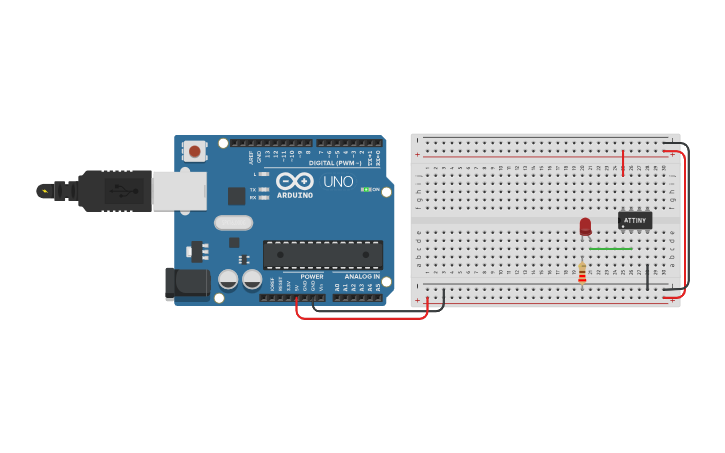 AREF
GND
13
12
~11
~10
~9
8
7
~6
~5
4
~3
2
TX→1
RX←0
DIGITAL (PWM~)
L
TX
RX
UNO
ON
ARDUINO
ATTINY
POWER
ANALOG IN
IOREF
RESET
3.3V
5V
GND
GND
Vin
A0
A1
A2
A3
A4
A5